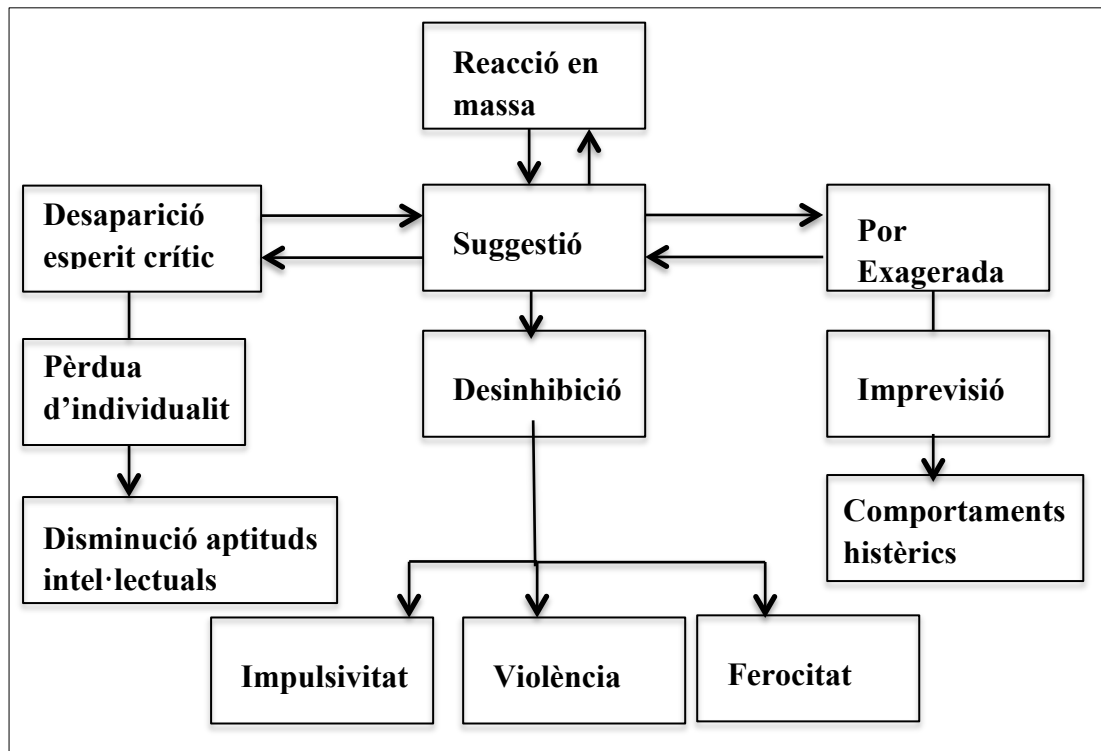 Reacció en
massa
Desaparició
esperit crític
Suggestió
Por
Exagerada
Pèrdua
d’individualit
Desinhibició
Imprevisió
Disminució aptituds
intel·lectuals
Comportaments
histèrics
Impulsivitat
Violència
Ferocitat